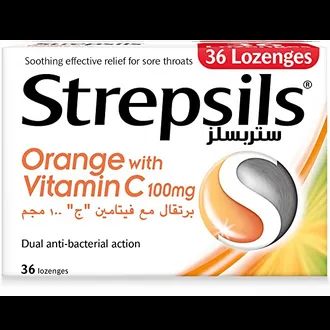 36 Lozenges
Soothing effective relief for sore throats
Strepsils®
ستربسلز
Orange with
Vitamin C 100mg
برتقال مع فيتامين "ج" ١٠٠ مجم
Dual anti-bacterial action
36 lozenges